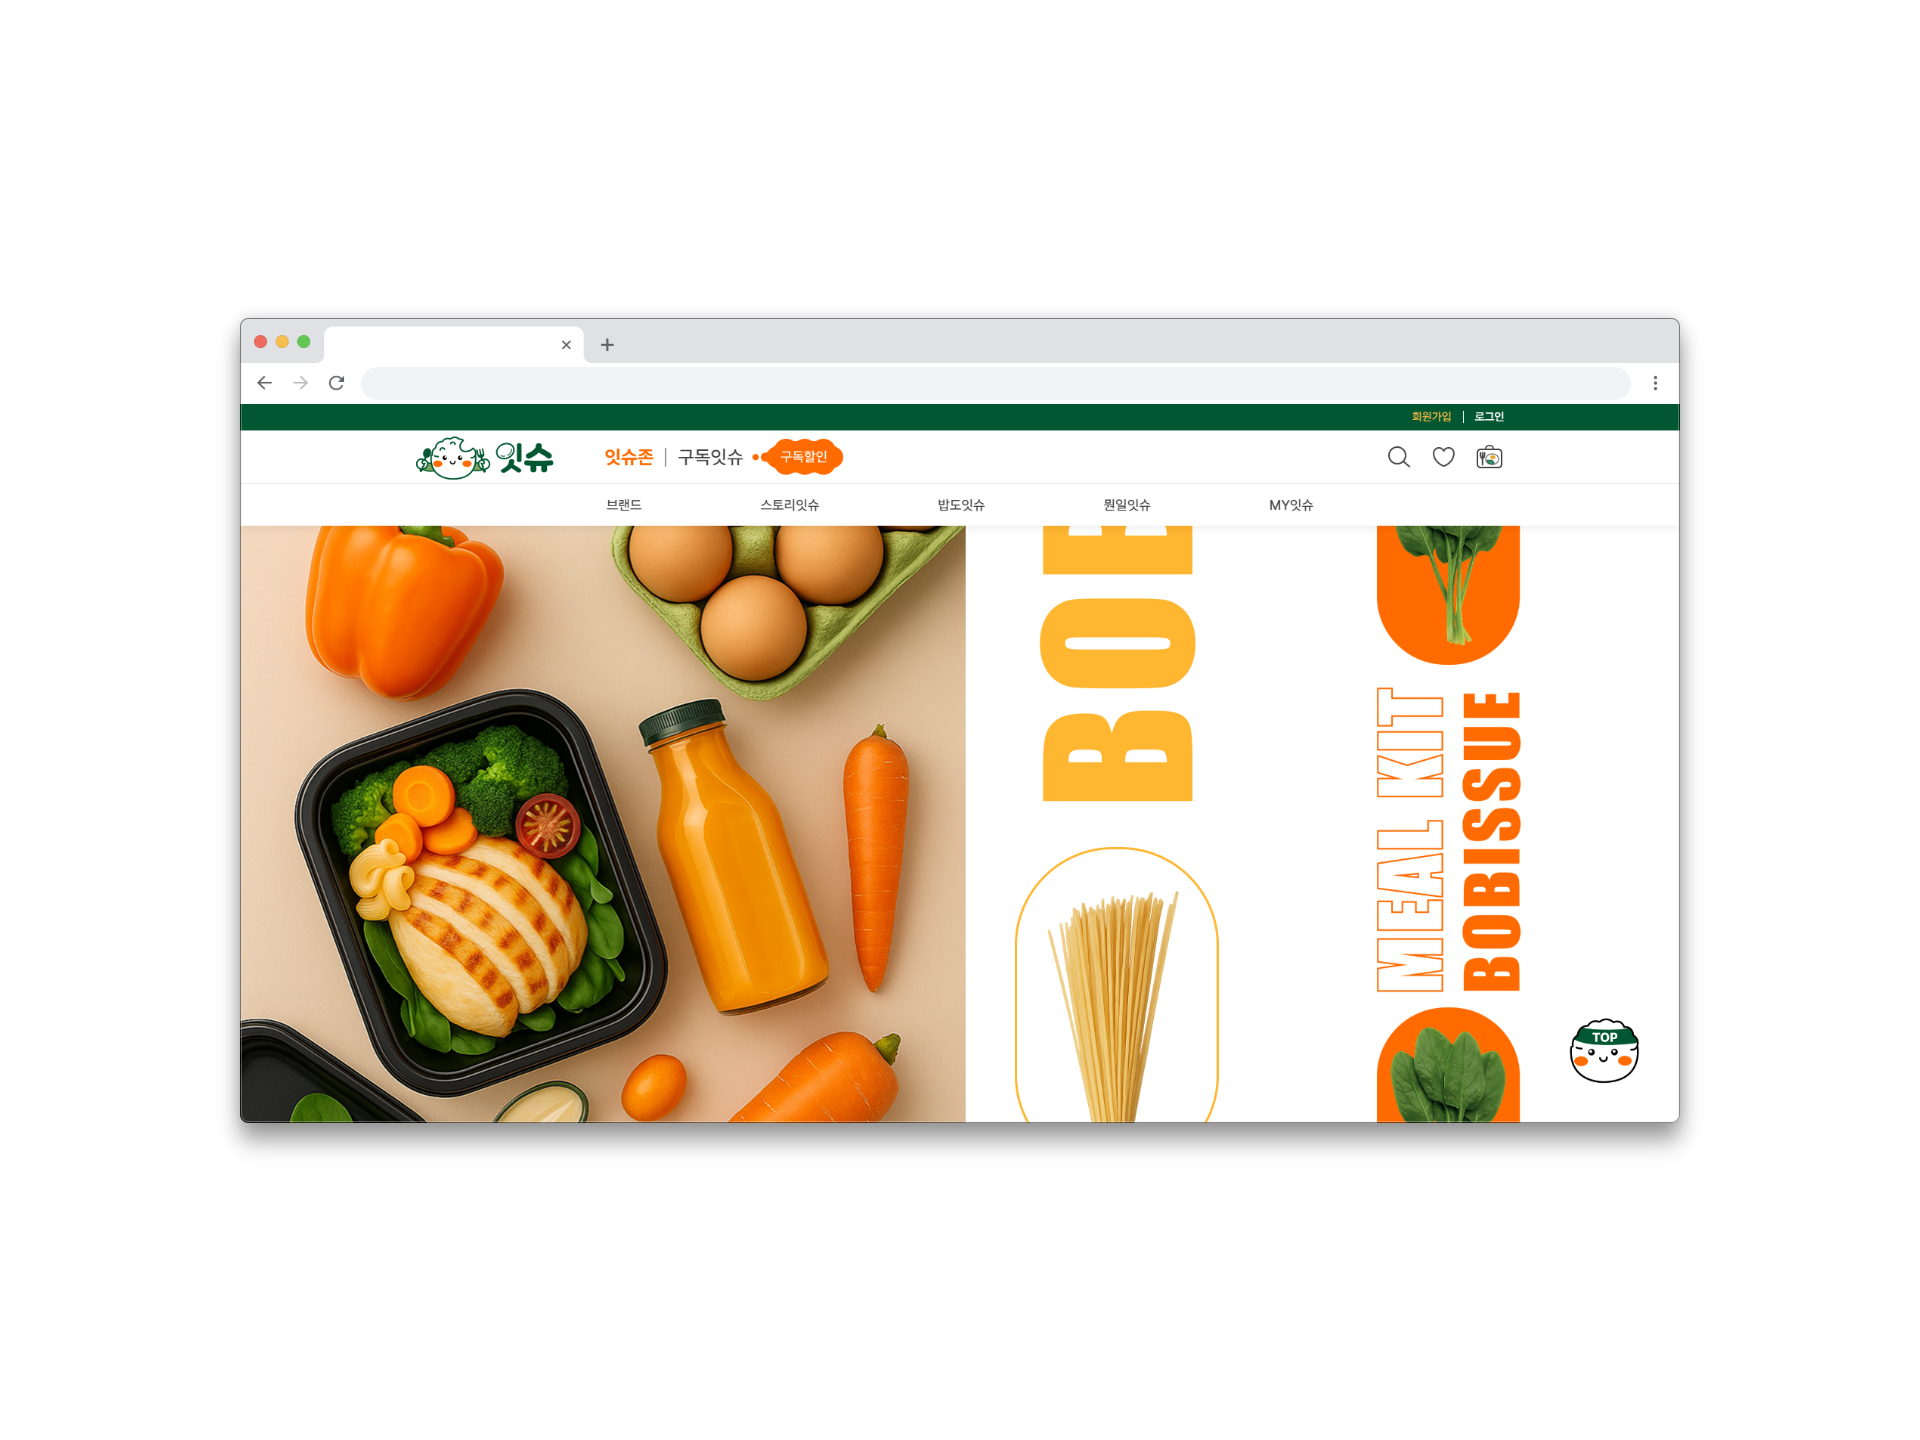 회원가입 | 로그인
잇슈
잇슈존 | 구독잇슈 구독할인
브랜드 스토리잇슈 밥도잇슈 뭔일잇슈 MY잇슈
BOB
MEAL KIT
BOBISSUE
TOP